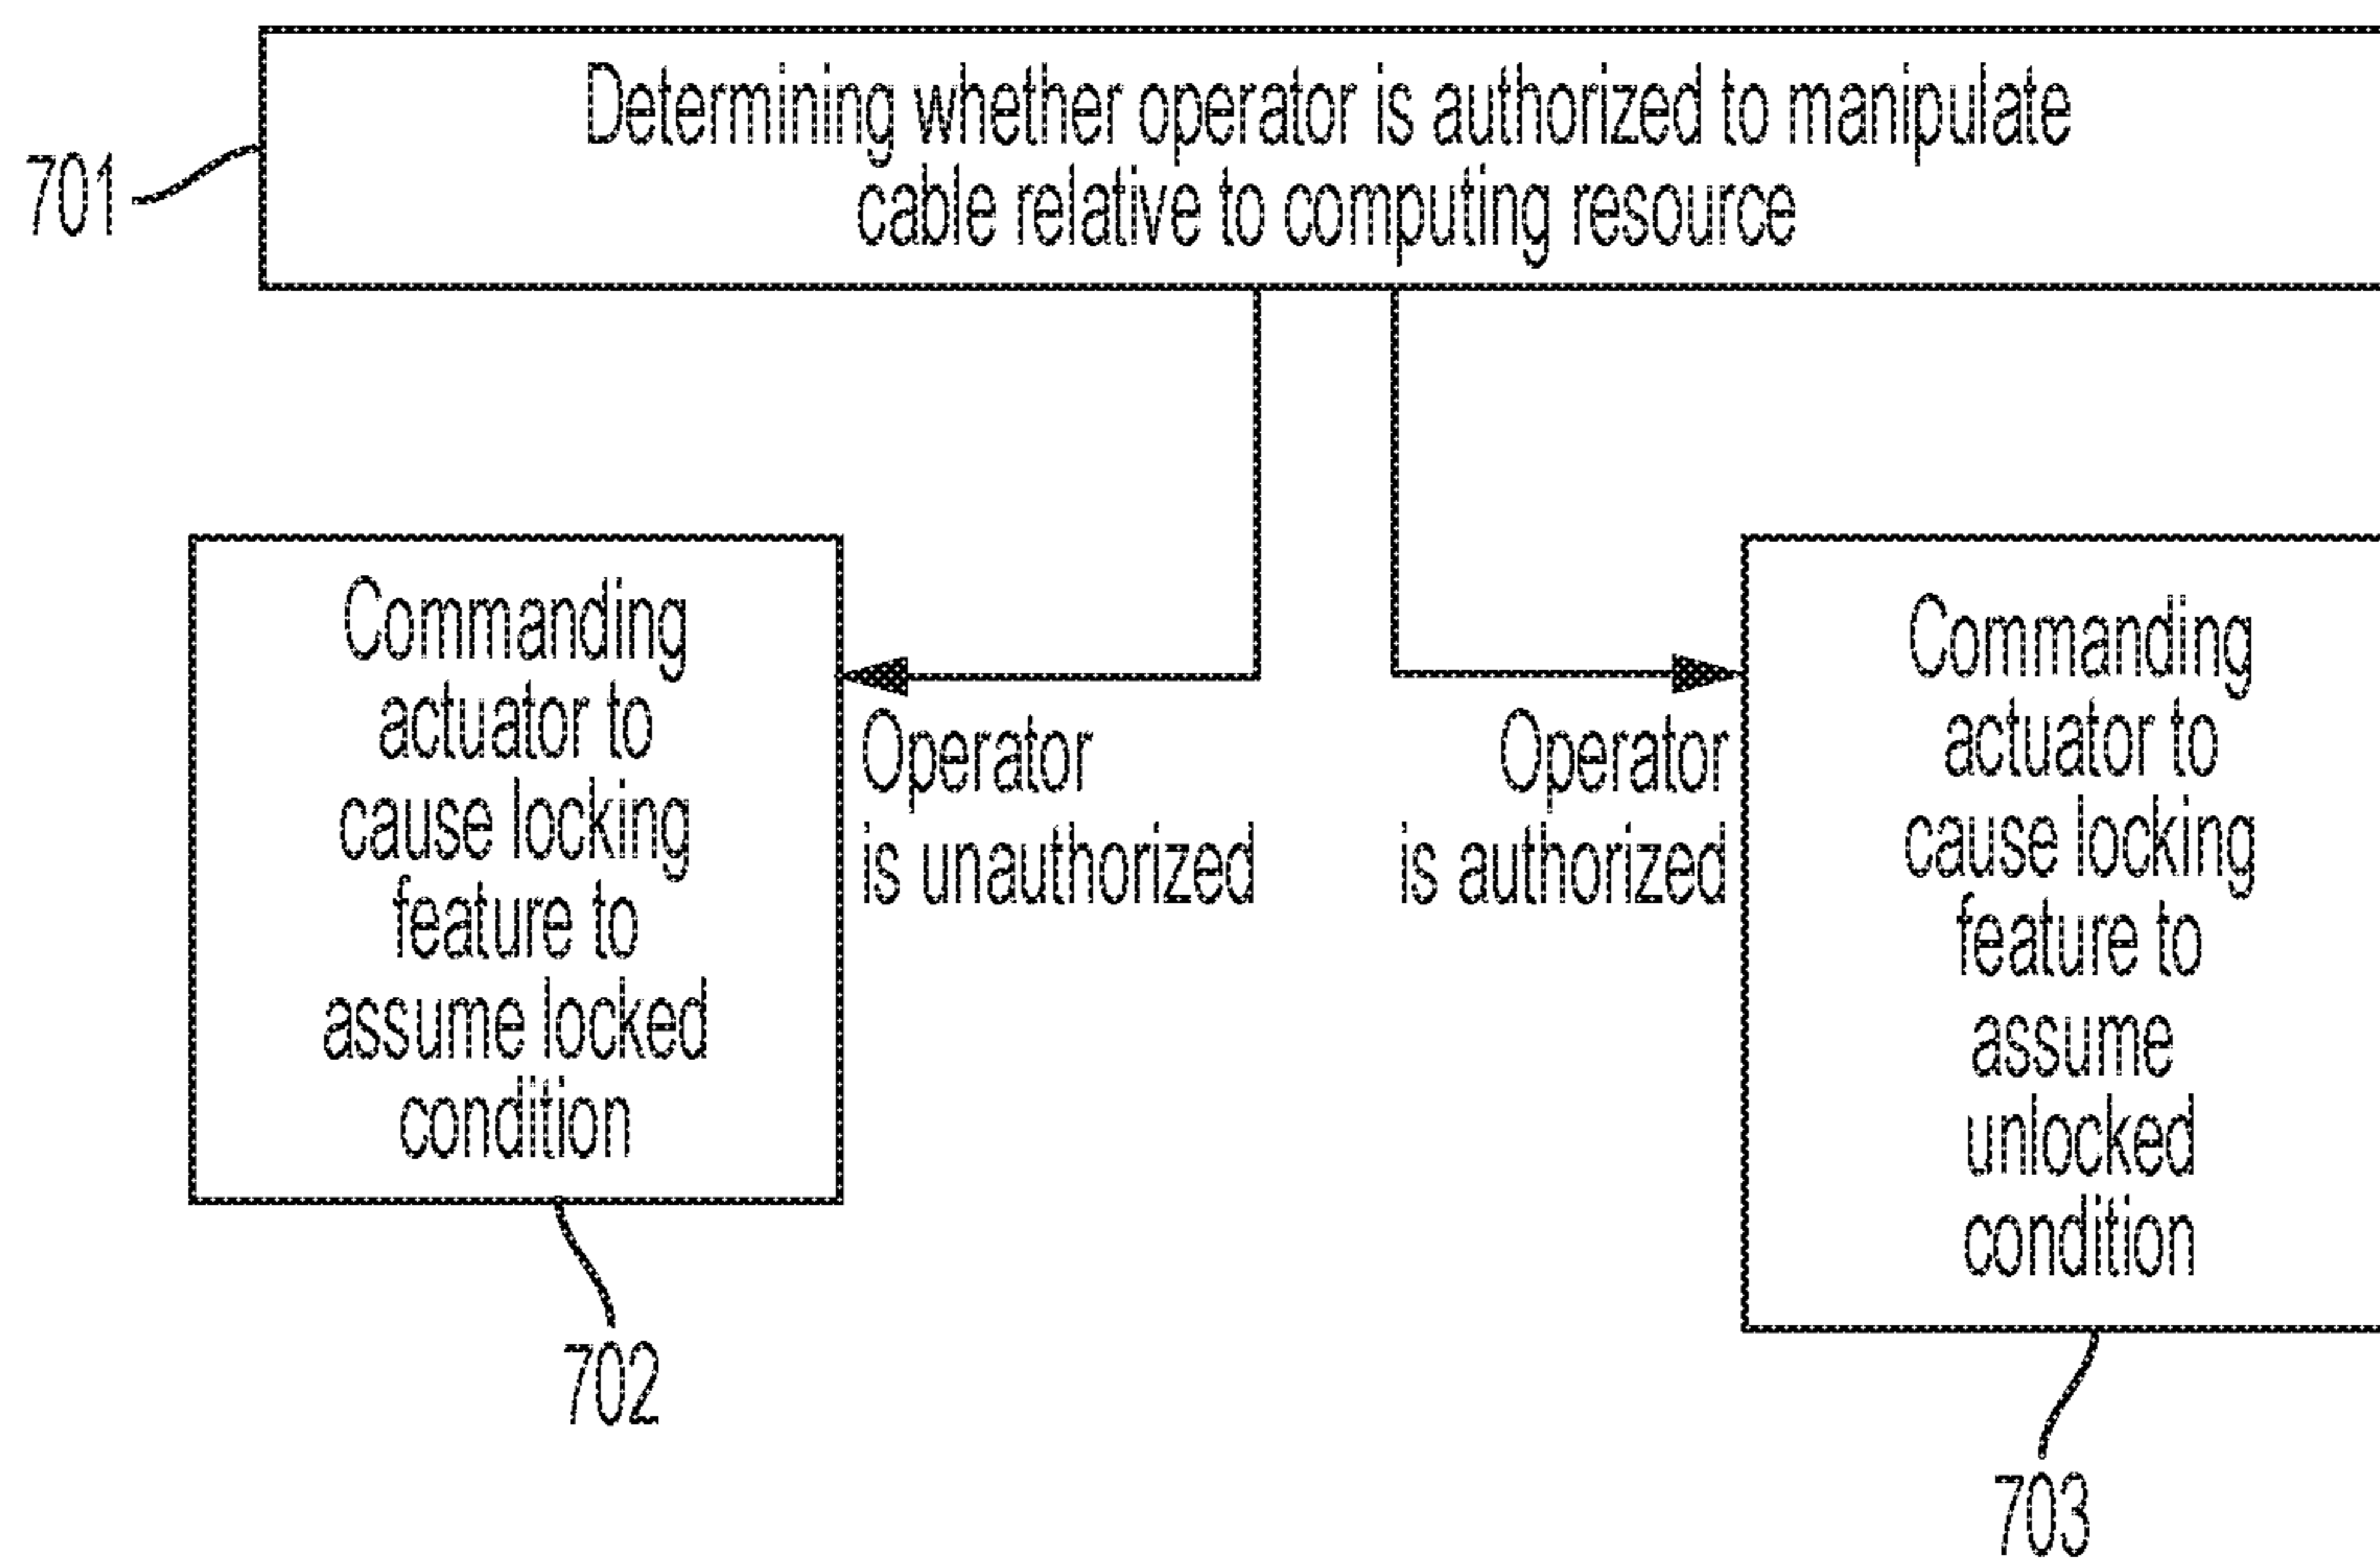 Determining whether operator is authorized to manipulate
cable relative to computing resource
701
Commanding
actuator to
cause locking
feature to
assume locked
condition
702
Operator
is unauthorized
Operator
is authorized
Commanding
actuator to
cause locking
feature to
assume
unlocked
condition
703